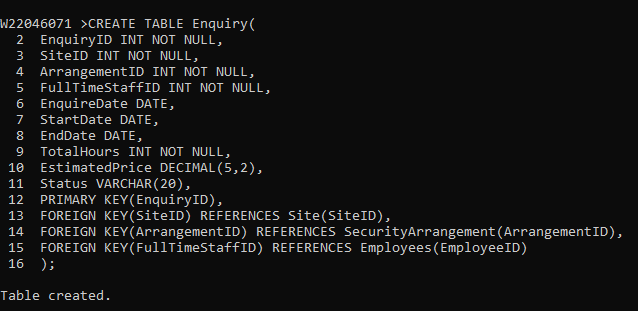 W22046071 >CREATE TABLE Enquiry(
2 EnquiryID INT NOT NULL,
3 SiteID INT NOT NULL,
4 ArrangementID INT NOT NULL,
5 FullTimeStaffID INT NOT NULL,
6 EnquireDate DATE,
7 StartDate DATE,
8 EndDate DATE,
9 TotalHours INT NOT NULL,
10 EstimatedPrice DECIMAL(5,2),
11 Status VARCHAR(20),
12 PRIMARY KEY(EnquiryID),
13 FOREIGN KEY(SiteID) REFERENCES Site(SiteID),
14 FOREIGN KEY(ArrangementID) REFERENCES SecurityArrangement(ArrangementID),
15 FOREIGN KEY(FullTimeStaffID) REFERENCES Employees(EmployeeID)
16 );
Table created.